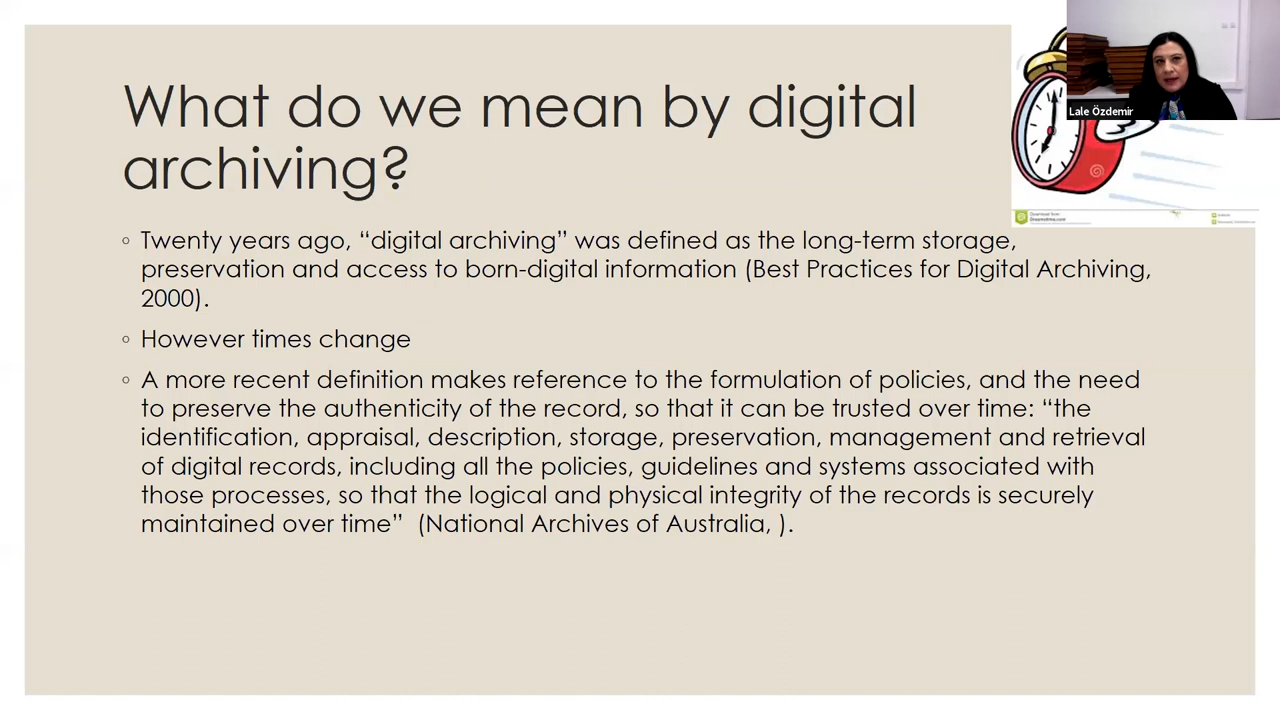 What do we mean by digital
archiving?
Lale Özdemir
Download from
Dreamstime.com
◦ Twenty years ago, “digital archiving” was defined as the long-term storage,
preservation and access to born-digital information (Best Practices for Digital Archiving,
2000).
◦ However times change
◦ A more recent definition makes reference to the formulation of policies, and the need
to preserve the authenticity of the record, so that it can be trusted over time: “the
identification, appraisal, description, storage, preservation, management and retrieval
of digital records, including all the policies, guidelines and systems associated with
those processes, so that the logical and physical integrity of the records is securely
maintained over time”  (National Archives of Australia, ).